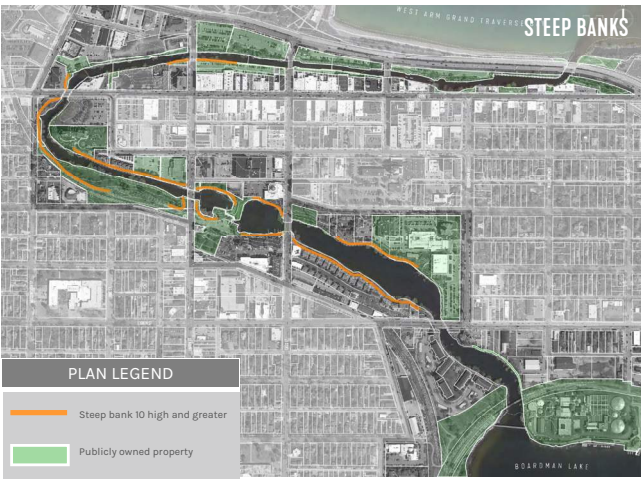 WEST ARM GRAND TRAVERSE
STEEP BANKS
PLAN LEGEND
Steep bank 10 high and greater
Publicly owned property
BOARDMAN LAKE